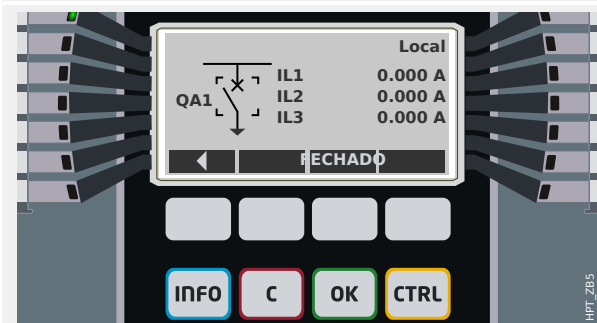 Local
QA1
IL1 0.000 A
IL2 0.000 A
IL3 0.000 A
FECHADO
INFO C OK CTRL
HPT_ZB5